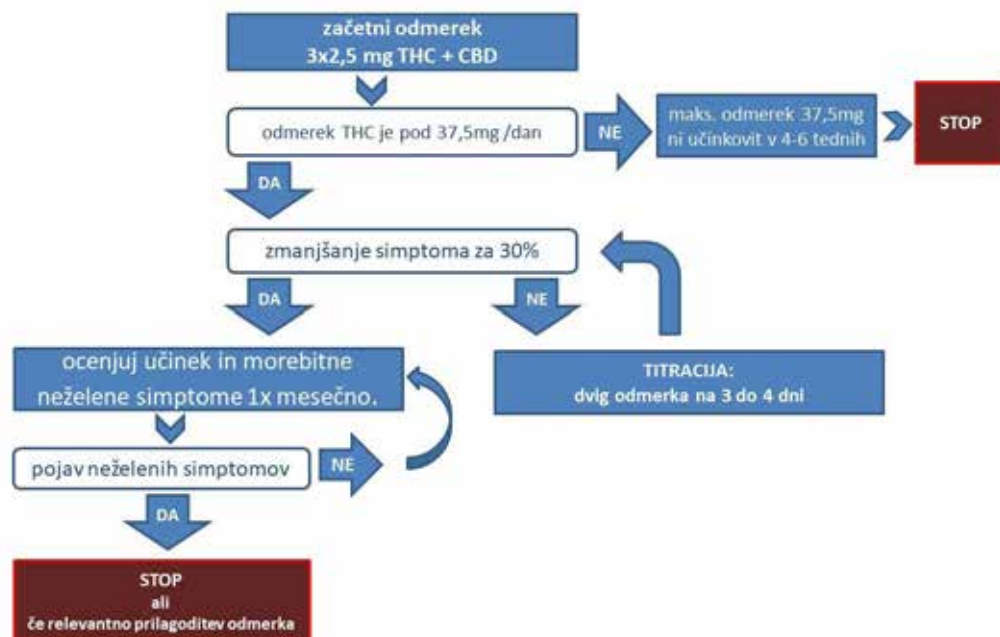 začetni odmerek
3x2,5 mg THC + CBD
odmerek THC je pod 37,5mg/dan
NE
maks. odmerek 37,5mg
ni učinkovit v 4-6 tednih
STOP
DA
zmanjšanje simptoma za 30%
DA
NE
ocenjuj učinek in morebitne
neželene simptome 1x mesečno.
TITRACIJA:
dvig odmerka na 3 do 4 dni
pojav neželenih simptomov
NE
DA
STOP
ali
če relevantno prilagoditev odmerka